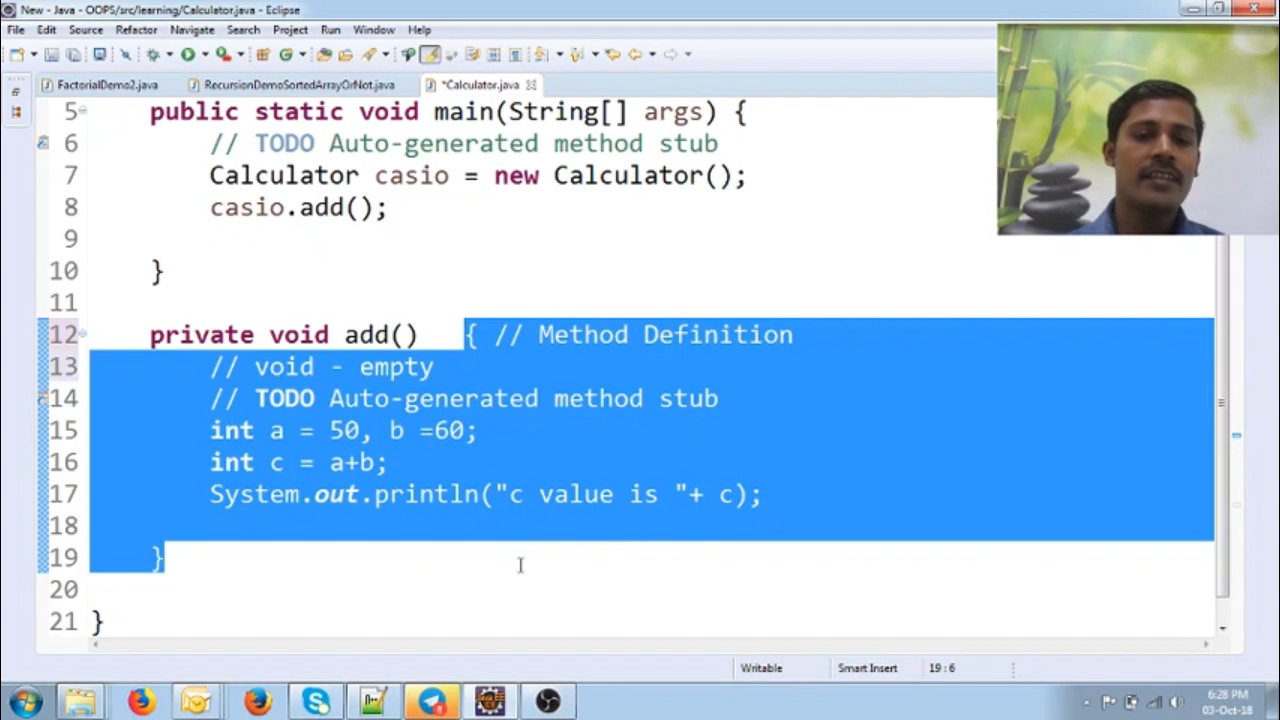 New - Java - OOPS/src/learning/Calculator.java - Eclipse
File Edit Source Refactor Navigate Search Project Run Window Help
FactorialDemo2.java RecursionDemoSortedArrayOrNot.java *Calculator.java
5 public static void main(String[] args) {
6 // TODO Auto-generated method stub
7 Calculator casio = new Calculator();
8 casio.add();
9
10 }
11
12 private void add() { // Method Definition
13 // void - empty
14 // TODO Auto-generated method stub
15 int a = 50, b =60;
16 int c = a+b;
17 System.out.println("c value is "+ c);
18
19 }
20
21 }
Writable Smart Insert 19:6
6:28 PM
03-Oct-18